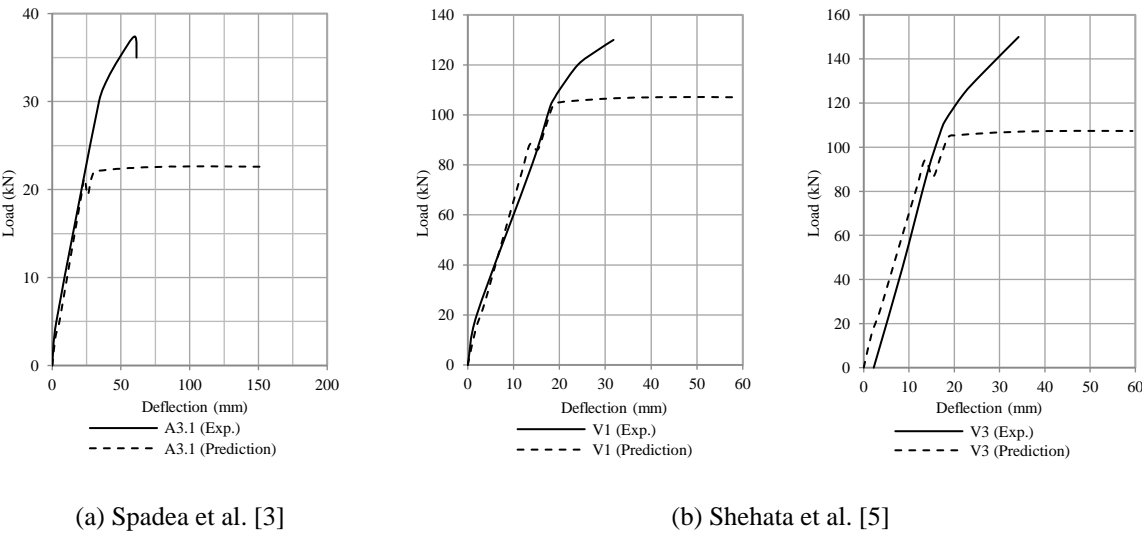 40
30
20
10
0
Load (kN)
0 50 100 150 200
Deflection (mm)
A3.1 (Exp.)
A3.1 (Prediction)
140
120
100
80
60
40
20
0
Load (kN)
0 10 20 30 40 50 60
Deflection (mm)
V1 (Exp.)
V1 (Prediction)
160
140
120
100
80
60
40
20
0
Load (kN)
0 10 20 30 40 50 60
Deflection (mm)
V3 (Exp.)
V3 (Prediction)
(a) Spadea et al. [3]
(b) Shehata et al. [5]